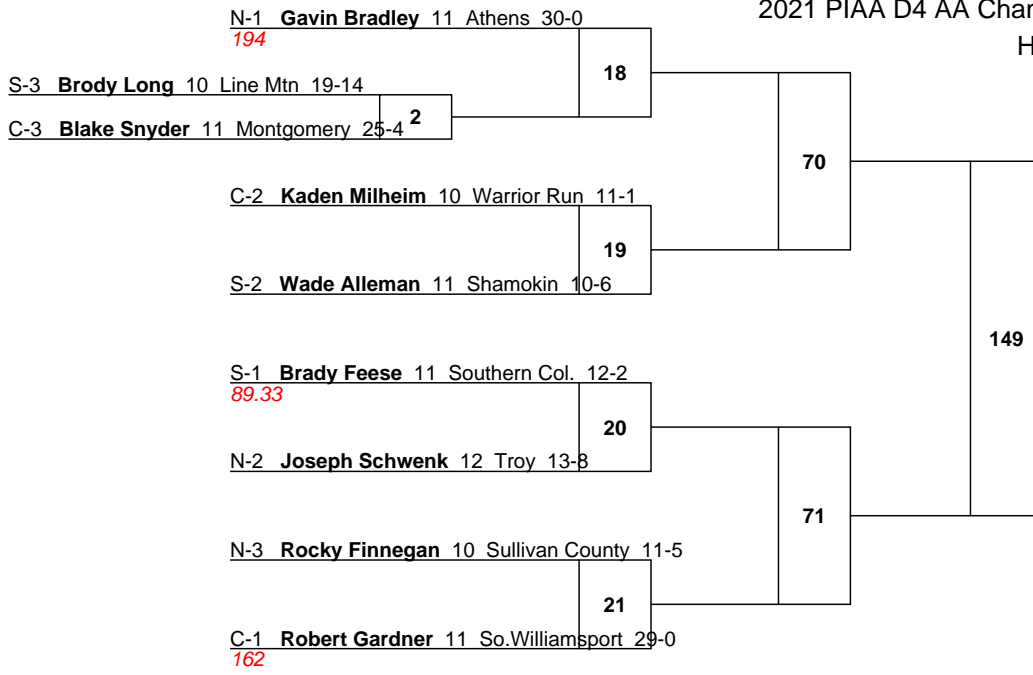 N-1 Gavin Bradley 11 Athens 30-0
194
2021 PIAA D4 AA Char
H
18
S-3 Brody Long 10 Line Mtn 19-14
2
C-3 Blake Snyder 11 Montgomery 25-4
70
C-2 Kaden Milheim 10 Warrior Run 11-1
19
S-2 Wade Alleman 11 Shamokin 10-6
149
S-1 Brady Feese 11 Southern Col. 12-2
89.33
20
N-2 Joseph Schwenk 12 Troy 13-8
71
N-3 Rocky Finnegan 10 Sullivan County 11-5
21
C-1 Robert Gardner 11 So.Williamsport 29-0
162